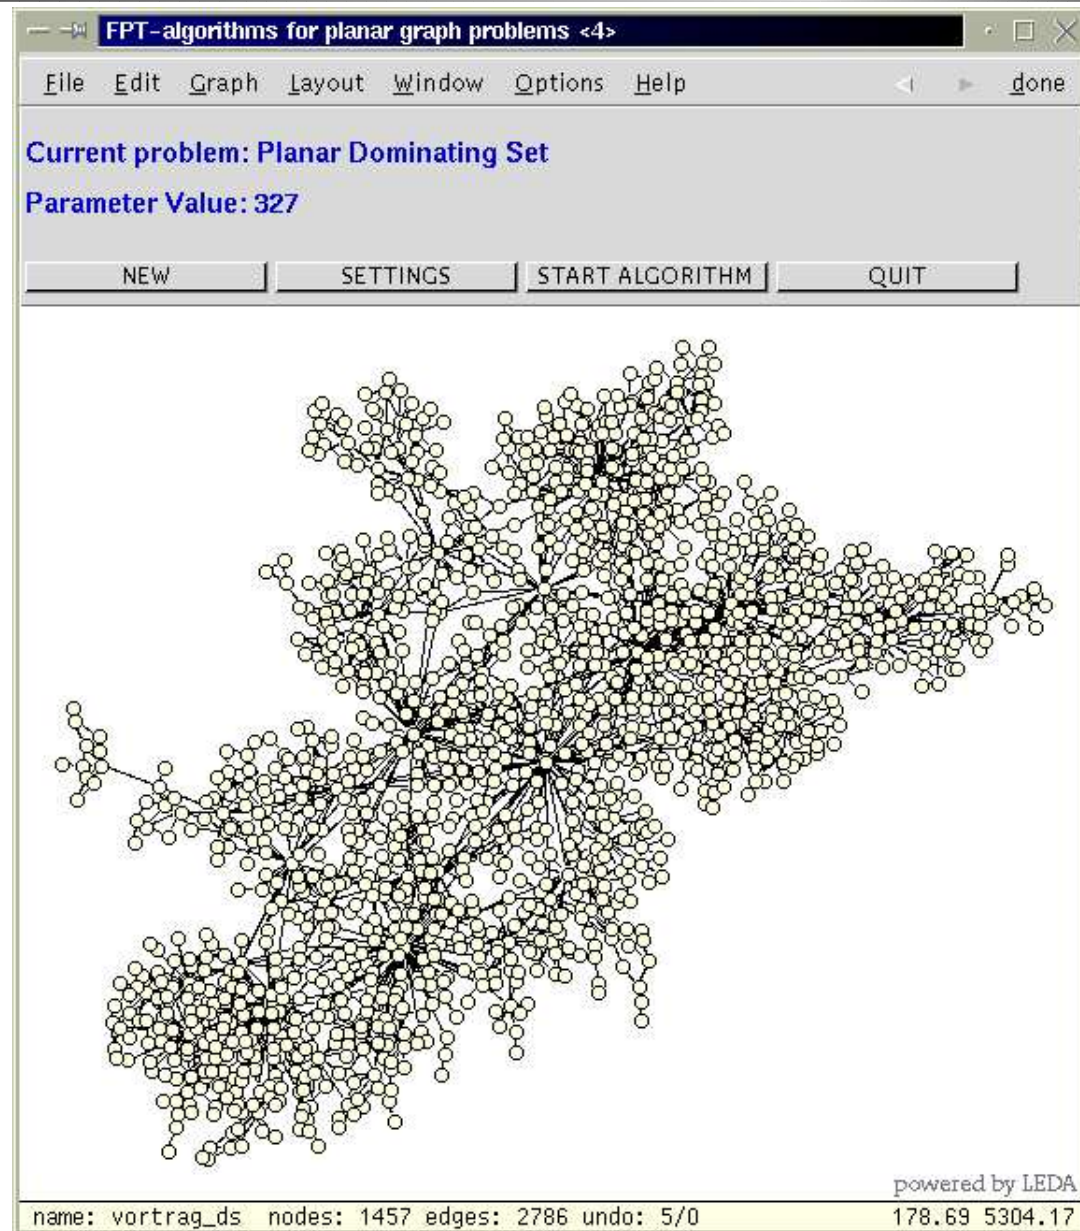 FPT-algorithms for planar graph problems <4>
File Edit Graph Layout Window Options Help done
Current problem: Planar Dominating Set
Parameter Value: 327
NEW SETTINGS START ALGORITHM QUIT
powered by LEDA
name: vortrag_ds nodes: 1457 edges: 2786 undo: 5/0 178.69 5304.17